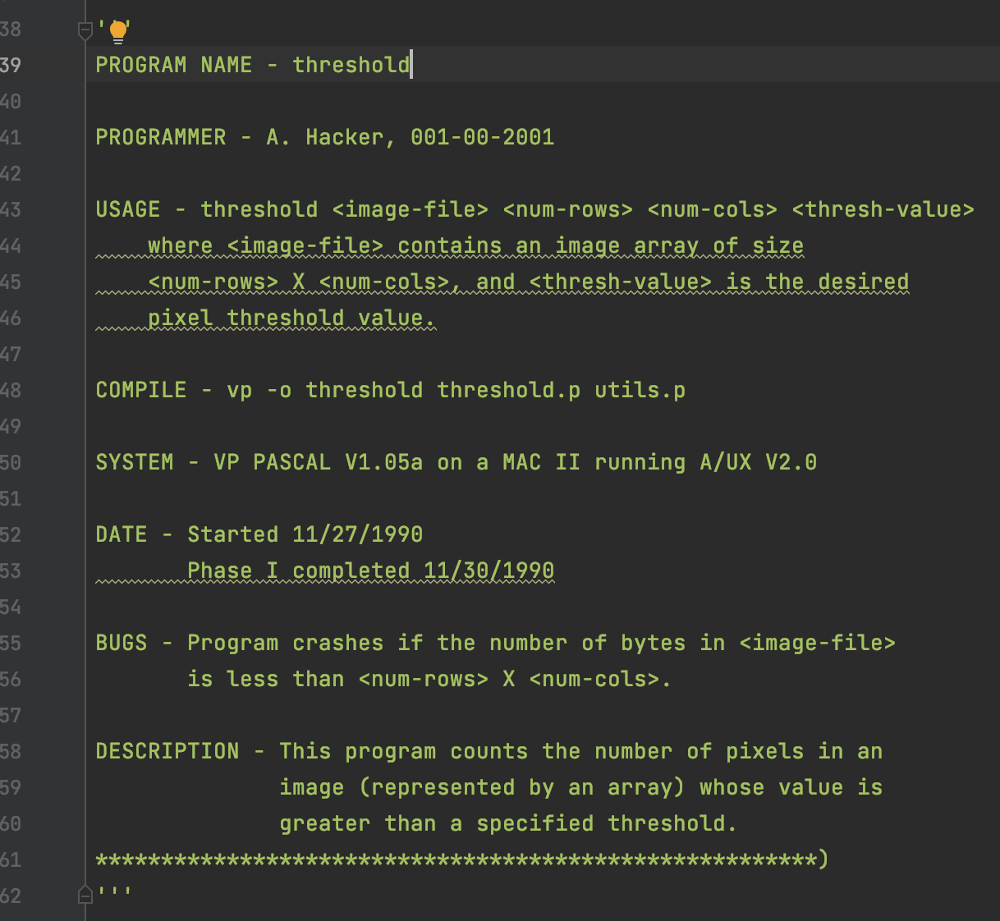 38 '''
39 PROGRAM NAME - threshold
40
41 PROGRAMMER - A. Hacker, 001-00-2001
42
43 USAGE - threshold <image-file> <num-rows> <num-cols> <thresh-value>
44     where <image-file> contains an image array of size
45     <num-rows> X <num-cols>, and <thresh-value> is the desired
46     pixel threshold value.
47
48 COMPILE - vp -o threshold threshold.p utils.p
49
50 SYSTEM - VP PASCAL V1.05a on a MAC II running A/UX V2.0
51
52 DATE - Started 11/27/1990
53        Phase I completed 11/30/1990
54
55 BUGS - Program crashes if the number of bytes in <image-file>
56        is less than <num-rows> X <num-cols>.
57
58 DESCRIPTION - This program counts the number of pixels in an
59               image (represented by an array) whose value is
60               greater than a specified threshold.
61 *******************************************************)
62 '''